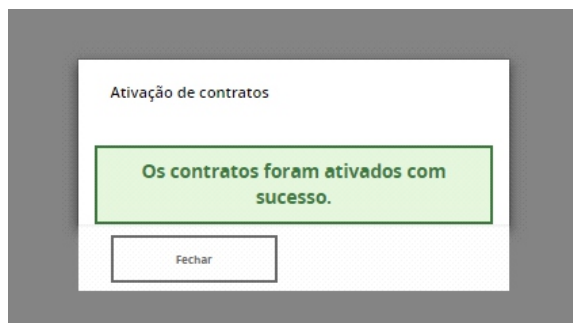 Ativação de contratos
Os contratos foram ativados com
sucesso.
Fechar